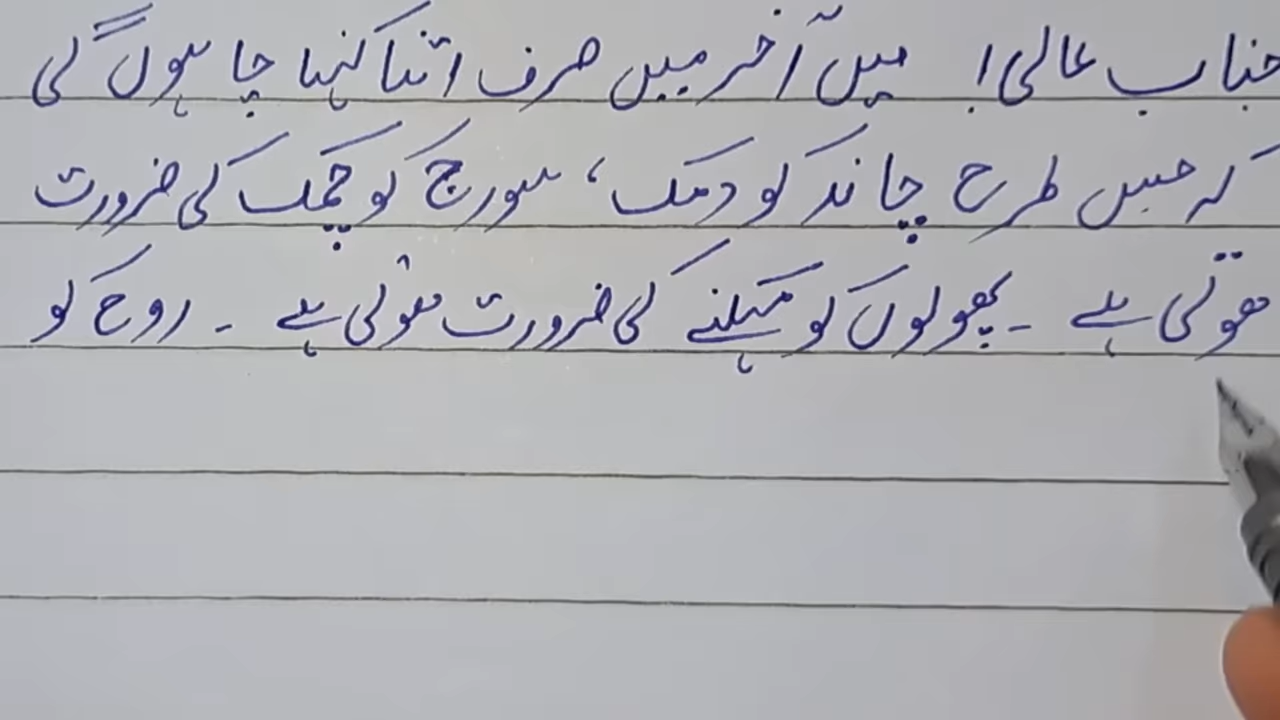 جناب عالی! میں آخر میں صرف اتنا کہنا چاہوں گی
کہ جس طرح چاند کو دمک، سورج کو چمک کی ضرورت
ہوتی ہے ۔ پھولوں کو مہکنے کی ضرورت ہوتی ہے ۔ روح کو